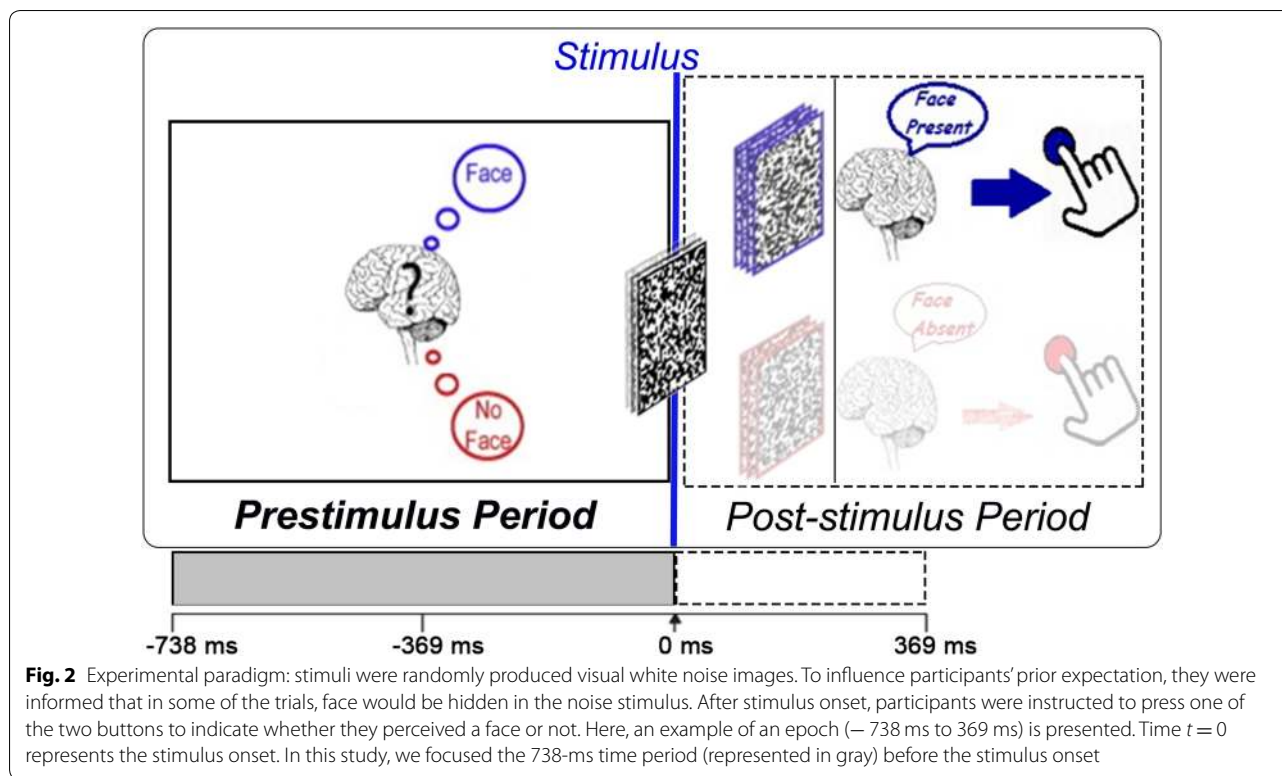 Stimulus
Face
?
No
Face
Face
Present
Face
Absent
Prestimulus Period
Post-stimulus Period
-738 ms
-369 ms
0 ms
369 ms
Fig. 2 Experimental paradigm: stimuli were randomly produced visual white noise images. To influence participants’ prior expectation, they were
informed that in some of the trials, face would be hidden in the noise stimulus. After stimulus onset, participants were instructed to press one of
the two buttons to indicate whether they perceived a face or not. Here, an example of an epoch (− 738 ms to 369 ms) is presented. Time t = 0
represents the stimulus onset. In this study, we focused the 738-ms time period (represented in gray) before the stimulus onset